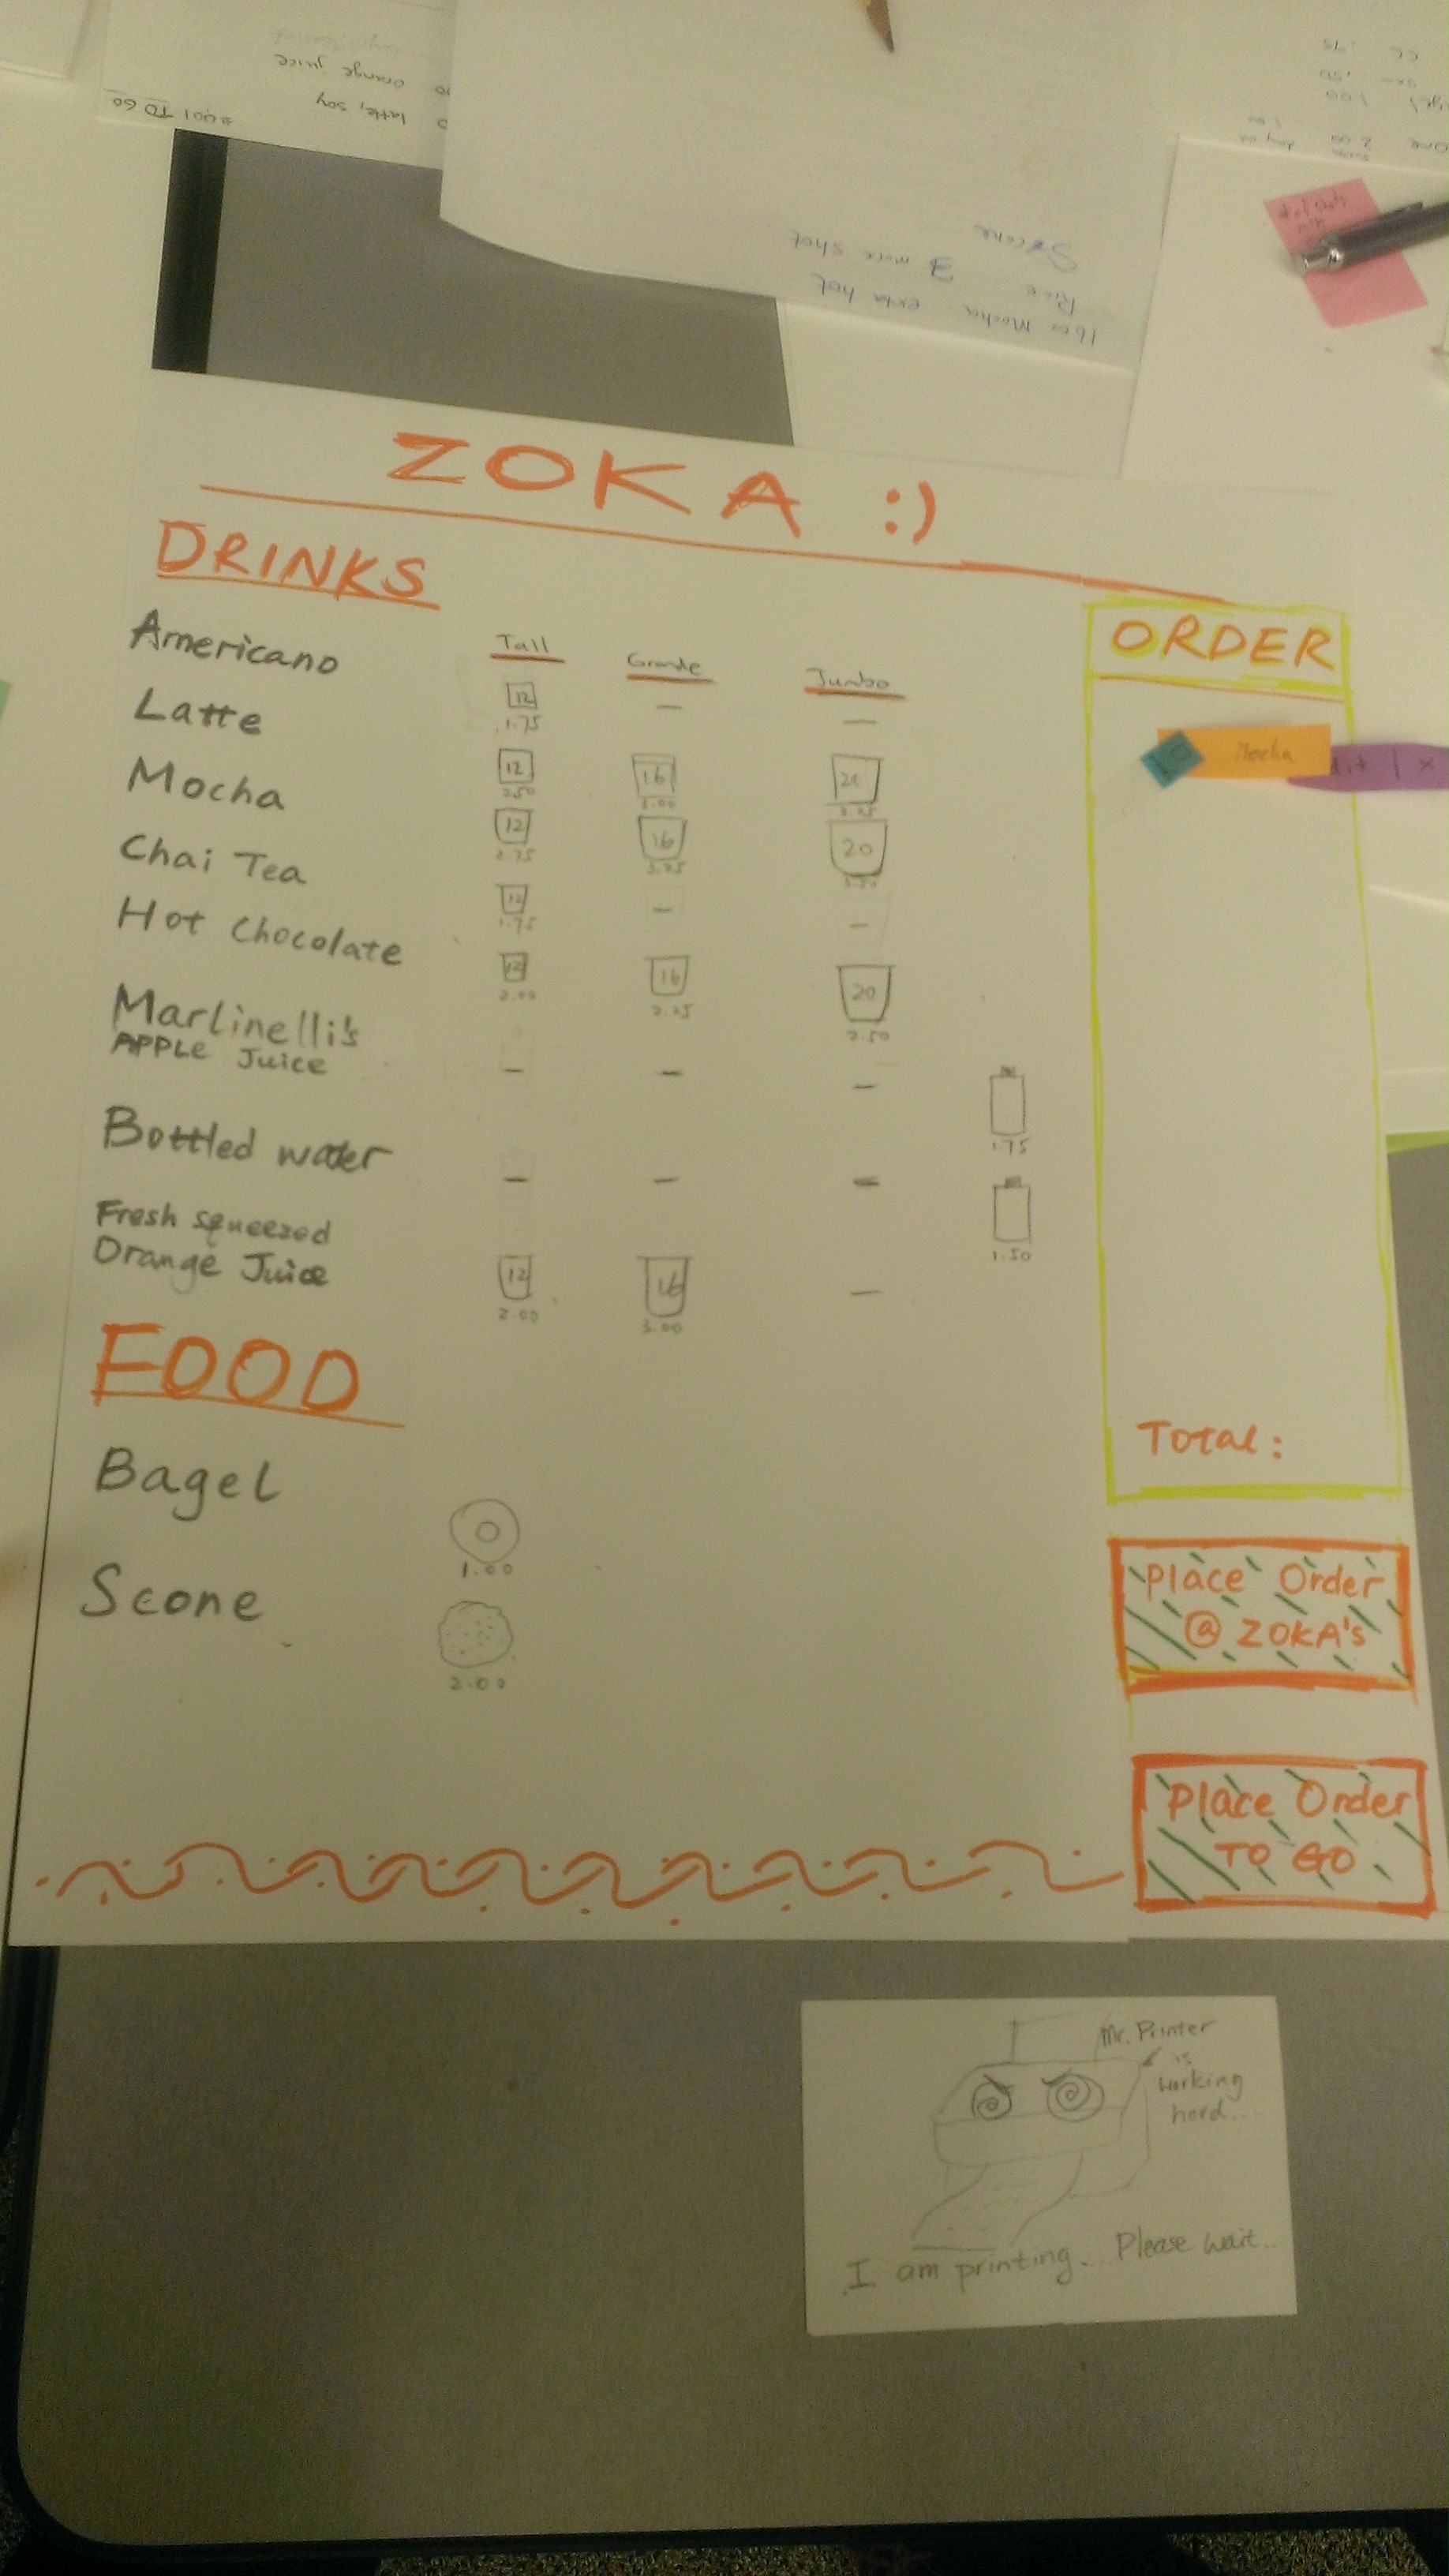 #001 TO GO
latte, soy
orange juice
16 oz Mocha exta hot
Rice 3 more shot
Scone
ZOKA :)
DRINKS
Tall Grande Jumbo
Americano 12 — —
1.75
Latte 12 16 20
2.50 3.00 3.25
Mocha 12 16 20
2.75 3.25 3.50
Chai Tea 12 — —
1.75
Hot Chocolate 12 16 20
2.00 2.25 2.50
Marlinelli's
APPLE Juice — — —
1.75
Bottled water — — —
1.50
Fresh squeezed
Orange Juice 12 16 —
2.00 3.00
FOOD
Bagel
1.00
Scone
2.00
ORDER
Mocha
Total:
Place Order
@ ZOKA's
Place Order
TO GO
Mr. Printer
is
working
hard...
I am printing... Please wait...